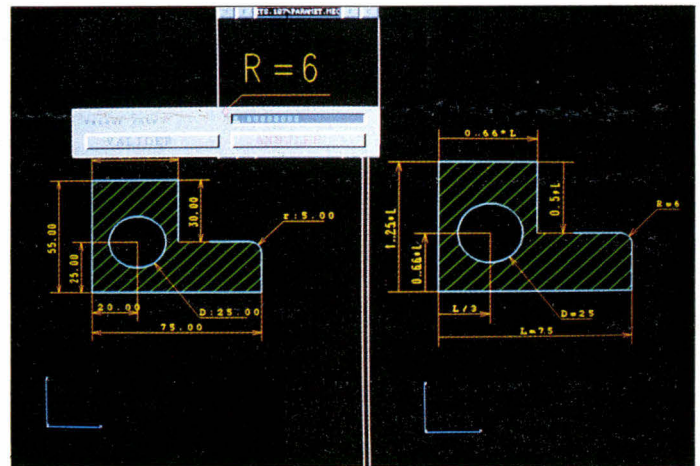 R=6
VALIDER
ANNULER
55.00
25.00
30.00
r:5.00
20.00
D:25.00
75.00
0..66*L
1.25*L
0.66*L
0.5*L
R=6
L/3
D=25
L=75